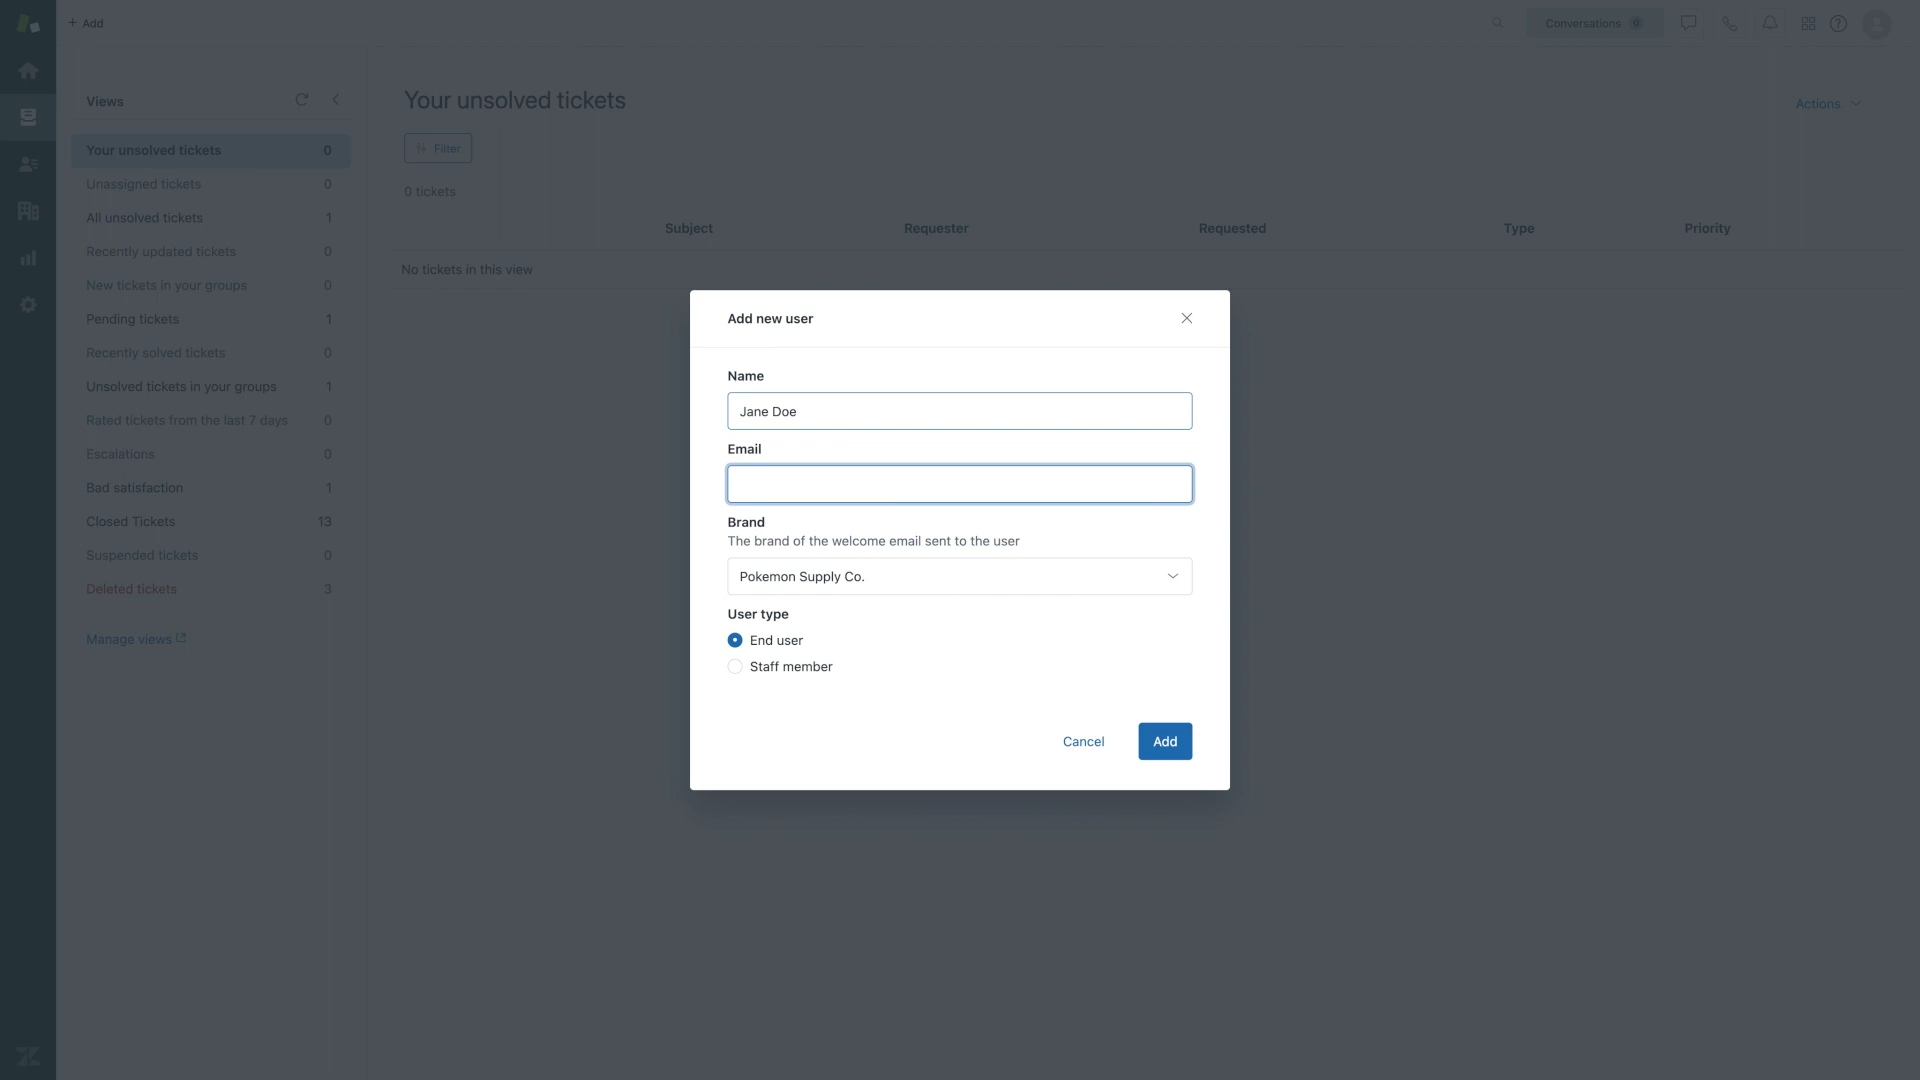 + Add
Conversations 0
Views
Your unsolved tickets 0
Unassigned tickets 0
All unsolved tickets 1
Recently updated tickets 0
New tickets in your groups 0
Pending tickets 1
Recently solved tickets 0
Unsolved tickets in your groups 1
Rated tickets from the last 7 days 0
Escalations 0
Bad satisfaction 1
Closed Tickets 13
Suspended tickets 0
Deleted tickets 3
Manage views
Your unsolved tickets
Actions
Filter
0 tickets
Subject Requester Requested Type Priority
No tickets in this view
Add new user
Name
Jane Doe
Email
Brand
The brand of the welcome email sent to the user
Pokemon Supply Co.
User type
End user
Staff member
Cancel Add